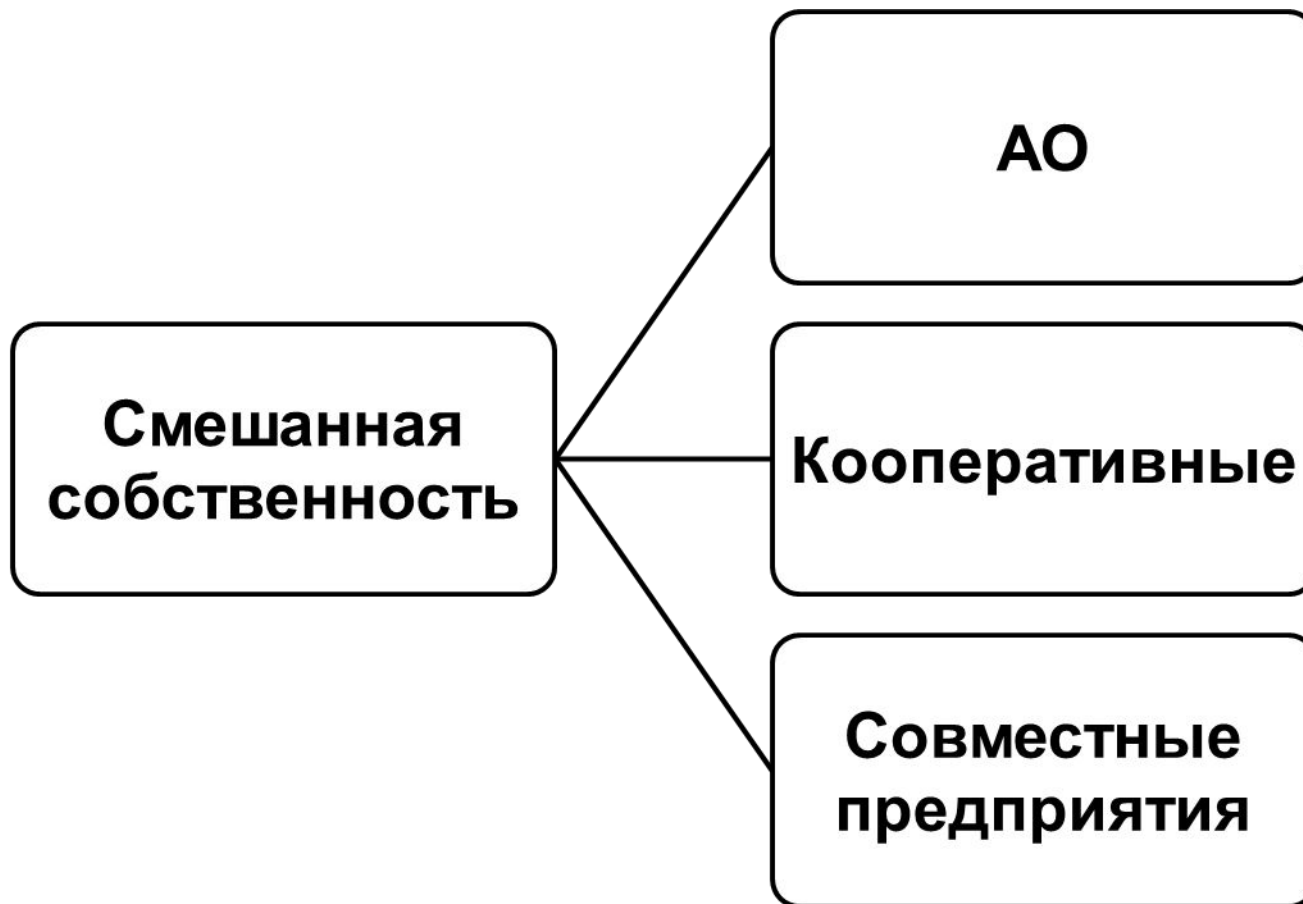 АО
Смешанная
собственность
Кооперативные
Совместные
предприятия